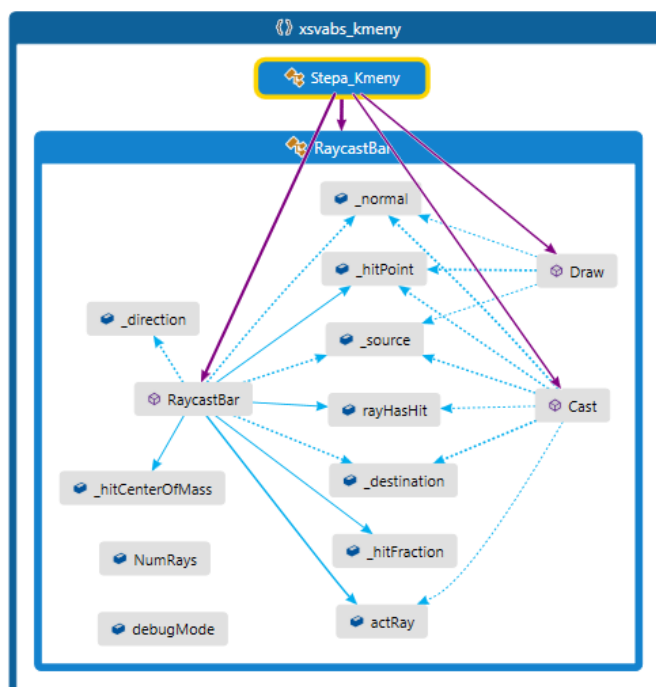 xsvabs_kmeny
Stepa_Kmeny
RaycastBar
_normal
_hitPoint
Draw
_direction
_source
RaycastBar
rayHasHit
Cast
_hitCenterOfMass
_destination
NumRays
_hitFraction
debugMode
actRay